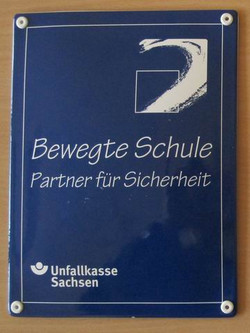 Bewegte Schule
Partner für Sicherheit
Unfallkasse
Sachsen